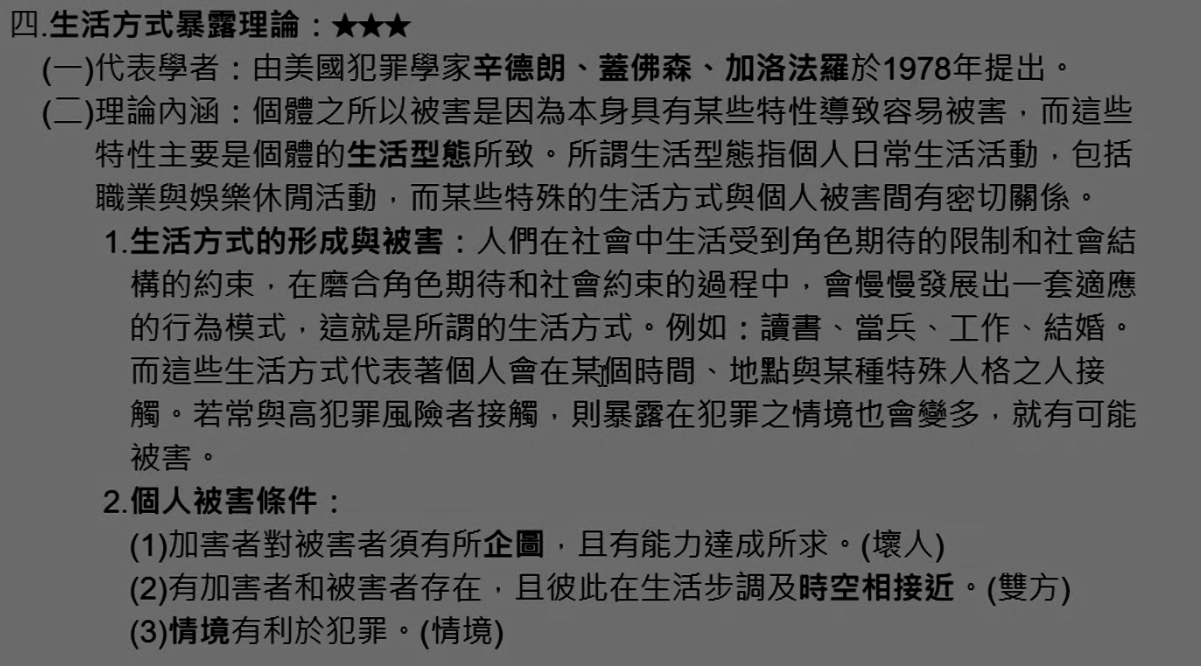 四.生活方式暴露理論：★★★
(一)代表學者：由美國犯罪學家辛德朗、蓋佛森、加洛法羅於1978年提出。
(二)理論內涵：個體之所以被害是因為本身具有某些特性導致容易被害，而這些
特性主要是個體的生活型態所致。所謂生活型態指個人日常生活活動，包括
職業與娛樂休閒活動，而某些特殊的生活方式與個人被害間有密切關係。
1.生活方式的形成與被害：人們在社會中生活受到角色期待的限制和社會結
構的約束，在磨合角色期待和社會約束的過程中，會慢慢發展出一套適應
的行為模式，這就是所謂的生活方式。例如：讀書、當兵、工作、結婚。
而這些生活方式代表著個人會在某個時間、地點與某種特殊人格之人接
觸。若常與高犯罪風險者接觸，則暴露在犯罪之情境也會變多，就有可能
被害。
2.個人被害條件：
(1)加害者對被害者須有所企圖，且有能力達成所求。(壞人)
(2)有加害者和被害者存在，且彼此在生活步調及時空相接近。(雙方)
(3)情境有利於犯罪。(情境)